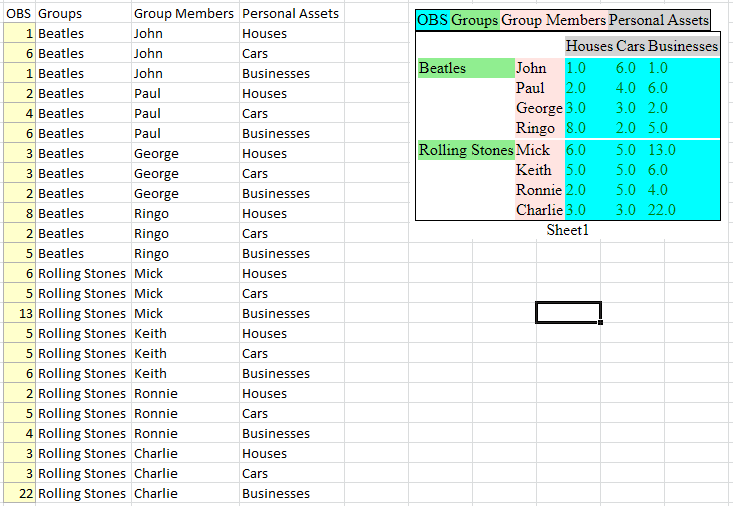 OBS Groups Group Members Personal Assets
1 Beatles John Houses
6 Beatles John Cars
1 Beatles John Businesses
2 Beatles Paul Houses
4 Beatles Paul Cars
6 Beatles Paul Businesses
3 Beatles George Houses
3 Beatles George Cars
2 Beatles George Businesses
8 Beatles Ringo Houses
2 Beatles Ringo Cars
5 Beatles Ringo Businesses
6 Rolling Stones Mick Houses
5 Rolling Stones Mick Cars
13 Rolling Stones Mick Businesses
5 Rolling Stones Keith Houses
5 Rolling Stones Keith Cars
6 Rolling Stones Keith Businesses
2 Rolling Stones Ronnie Houses
5 Rolling Stones Ronnie Cars
4 Rolling Stones Ronnie Businesses
3 Rolling Stones Charlie Houses
3 Rolling Stones Charlie Cars
22 Rolling Stones Charlie Businesses
OBS Groups Group Members Personal Assets
Houses Cars Businesses
Beatles John 1.0 6.0 1.0
Paul 2.0 4.0 6.0
George 3.0 3.0 2.0
Ringo 8.0 2.0 5.0
Rolling Stones Mick 6.0 5.0 13.0
Keith 5.0 5.0 6.0
Ronnie 2.0 5.0 4.0
Charlie 3.0 3.0 22.0
Sheet1